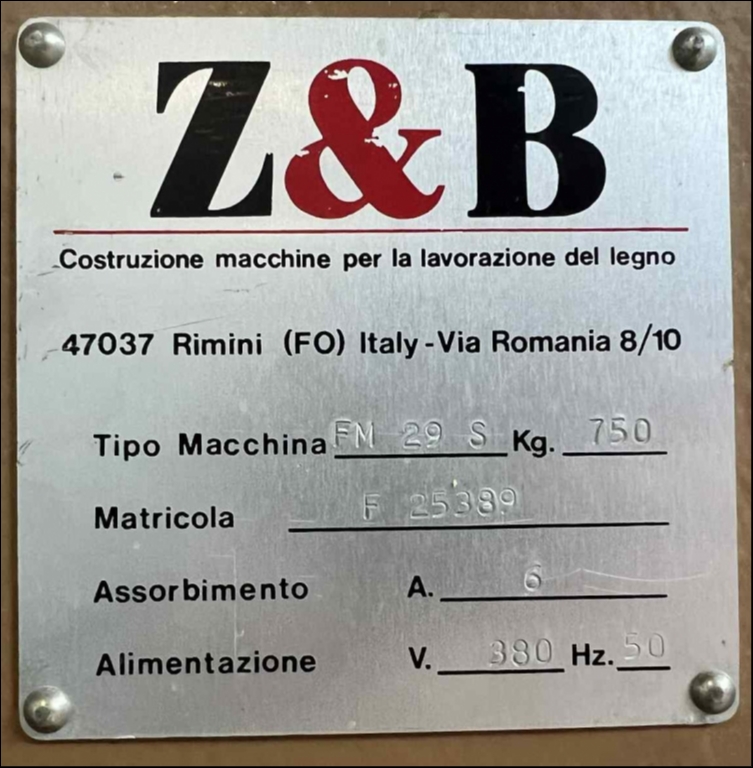 Z&B
Costruzione macchine per la lavorazione del legno
47037 Rimini (FO) Italy - Via Romania 8/10
Tipo Macchina FM 29 S Kg. 750
Matricola F 25389
Assorbimento A. 6
Alimentazione V. 380 Hz. 50